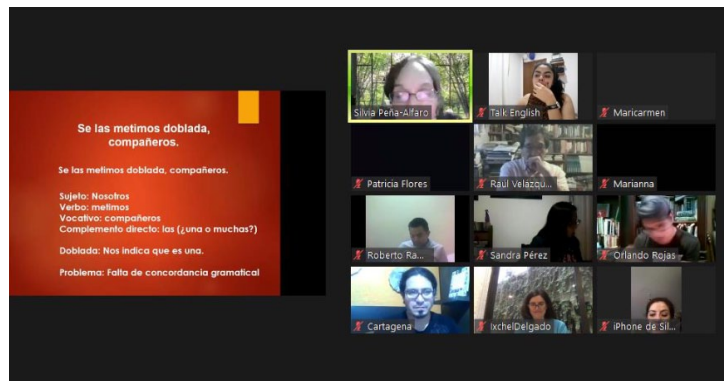 Se las metimos doblada,
compañeros.
Se las metimos doblada, compañeros.
Sujeto: Nosotros
Verbo: metimos
Vocativo: compañeros
Complemento directo: las (¿una o muchas?)
Doblada: Nos indica que es una.
Problema: Falta de concordancia gramatical
Silvia Peña-Alfaro
Talk English
Maricarmen
Patricia Flores
Raúl Velázqu...
Marianna
Roberto Ra...
Sandra Pérez
Orlando Rojas
Cartagena
IxchelDelgado
iPhone de Sil...